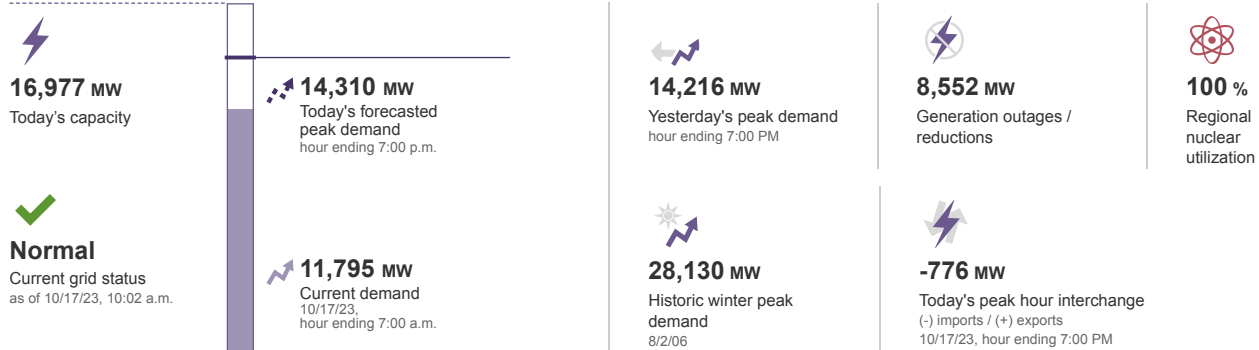 16,977 MW
Today's capacity
Normal
Current grid status
as of 10/17/23, 10:02 a.m.
14,310 MW
Today's forecasted
peak demand
hour ending 7:00 p.m.
11,795 MW
Current demand
10/17/23,
hour ending 7:00 a.m.
14,216 MW
Yesterday's peak demand
hour ending 7:00 PM
8,552 MW
Generation outages /
reductions
100 %
Regional
nuclear
utilization
28,130 MW
Historic winter peak
demand
8/2/06
-776 MW
Today's peak hour interchange
(-) imports / (+) exports
10/17/23, hour ending 7:00 PM